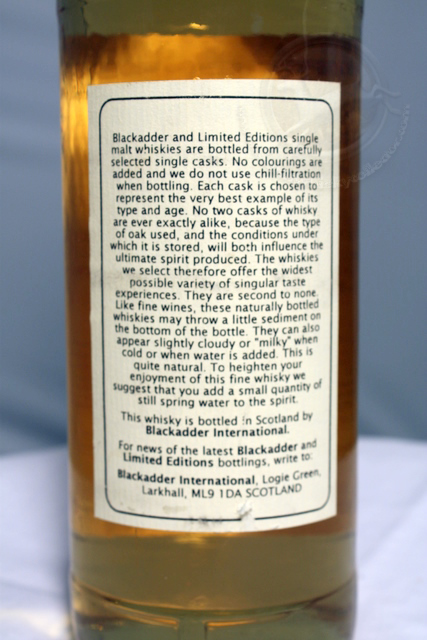 Blackadder and Limited Editions single
malt whiskies are bottled from carefully
selected single casks. No colourings are
added and we do not use chill-filtration
when bottling. Each cask is chosen to
represent the very best example of its
type and age. No two casks of whisky
are ever exactly alike, because the type
of oak used, and the conditions under
which it is stored, will both influence the
ultimate spirit produced. The whiskies
we select therefore offer the widest
possible variety of singular taste
experiences. They are second to none.
Like fine wines, these naturally bottled
whiskies may throw a little sediment on
the bottom of the bottle. They can also
appear slightly cloudy or "milky" when
cold or when water is added. This is
quite natural. To heighten your
enjoyment of this fine whisky we
suggest that you add a small quantity of
still spring water to the spirit.
This whisky is bottled in Scotland by
Blackadder International.
For news of the latest Blackadder and
Limited Editions bottlings, write to:
Blackadder International, Logie Green,
Larkhall, ML9 1DA SCOTLAND